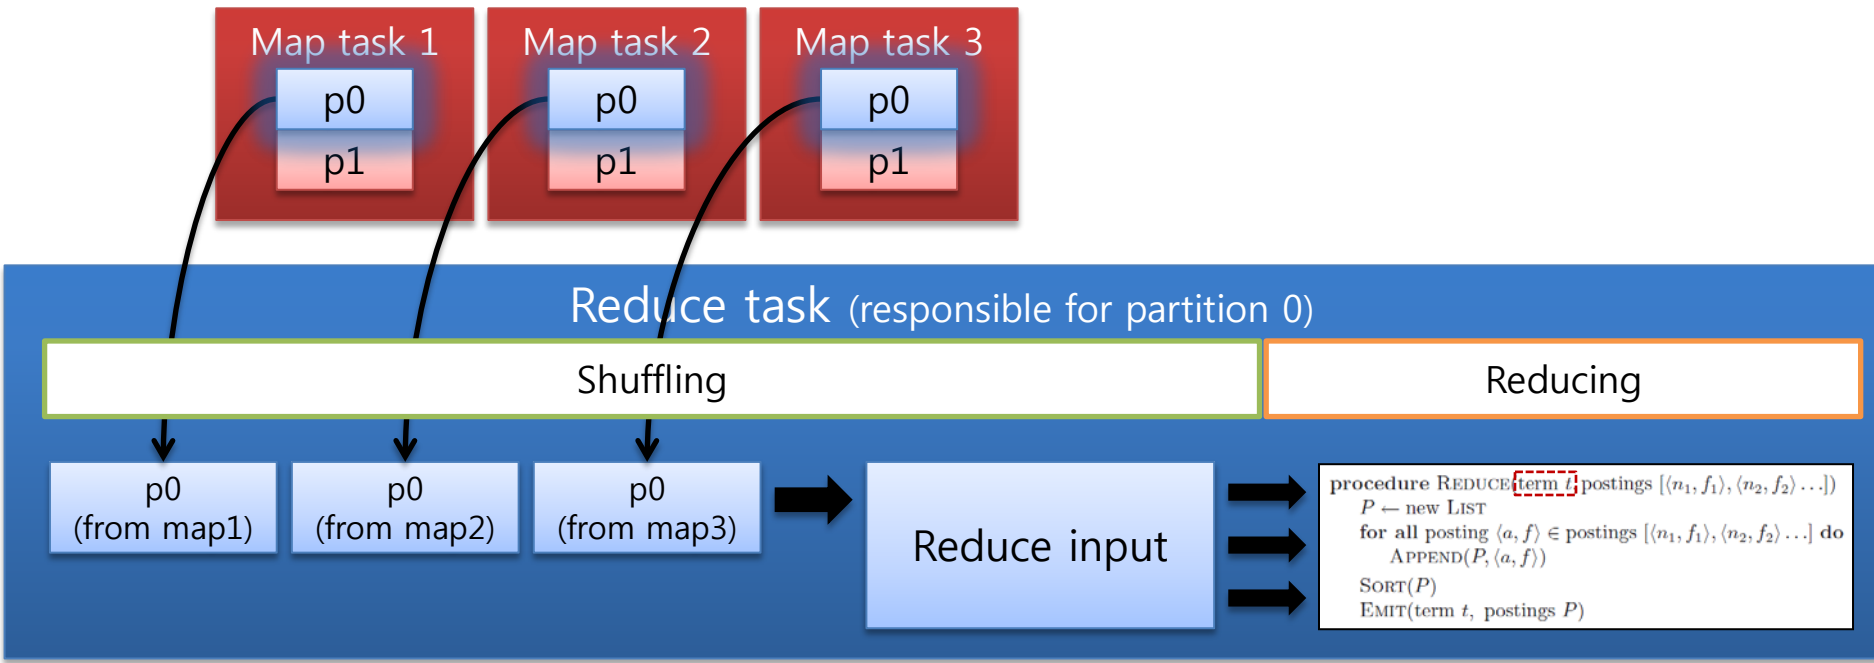 Map task 1
Map task 2
Map task 3
p0
p0
p0
p1
p1
p1
Reduce task (responsible for partition 0)
Shuffling
Reducing
p0
(from map1)
p0
(from map2)
p0
(from map3)
Reduce input
procedure REDUCE(term t, postings [⟨n₁, f₁⟩, ⟨n₂, f₂⟩ …])
P ← new LIST
for all posting ⟨a, f⟩ ∈ postings [⟨n₁, f₁⟩, ⟨n₂, f₂⟩ …] do
APPEND(P, ⟨a, f⟩)
SORT(P)
EMIT(term t, postings P)